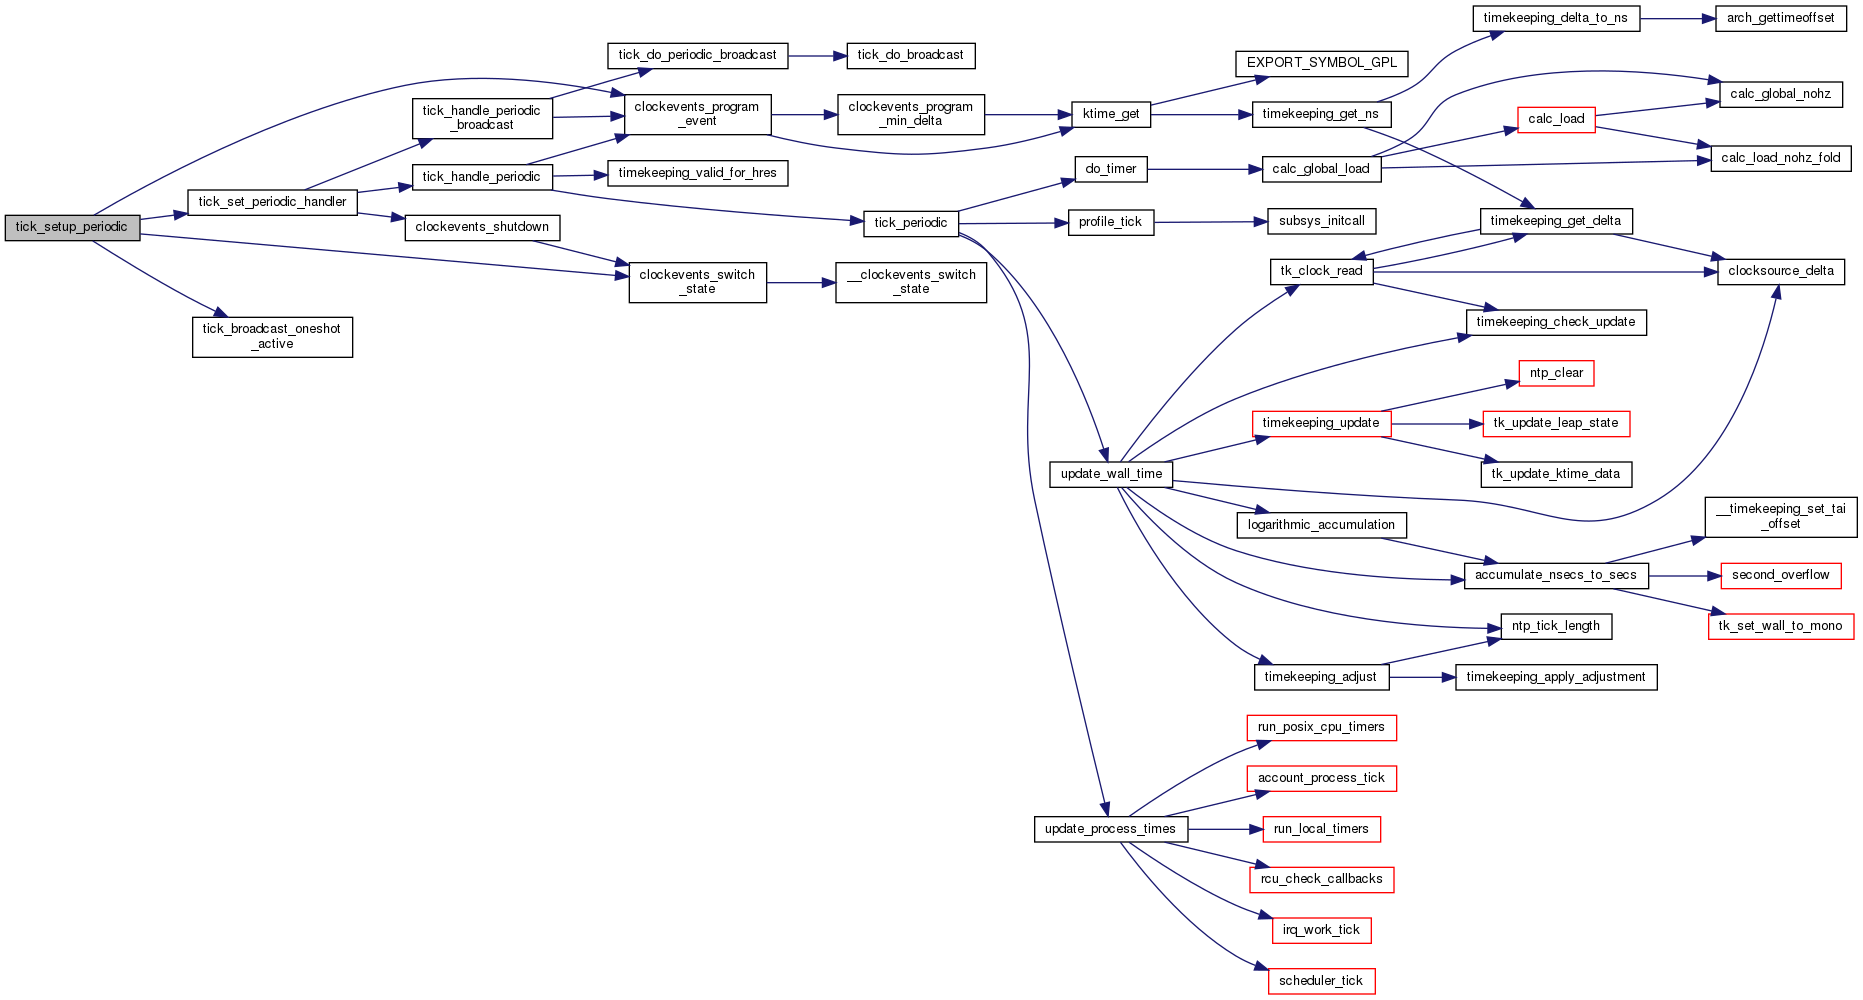 tick_setup_periodic
tick_set_periodic_handler
tick_broadcast_oneshot
_active
tick_handle_periodic
_broadcast
tick_handle_periodic
clockevents_shutdown
tick_do_periodic_broadcast
clockevents_program
_event
timekeeping_valid_for_hres
clockevents_switch
_state
tick_do_broadcast
clockevents_program
_min_delta
tick_periodic
__clockevents_switch
_state
ktime_get
do_timer
profile_tick
update_wall_time
update_process_times
EXPORT_SYMBOL_GPL
timekeeping_get_ns
calc_global_load
subsys_initcall
tk_clock_read
timekeeping_update
logarithmic_accumulation
timekeeping_adjust
run_posix_cpu_timers
account_process_tick
run_local_timers
rcu_check_callbacks
irq_work_tick
scheduler_tick
timekeeping_delta_to_ns
calc_load
timekeeping_get_delta
timekeeping_check_update
ntp_clear
tk_update_leap_state
tk_update_ktime_data
accumulate_nsecs_to_secs
ntp_tick_length
timekeeping_apply_adjustment
arch_gettimeoffset
calc_global_nohz
calc_load_nohz_fold
clocksource_delta
__timekeeping_set_tai
_offset
second_overflow
tk_set_wall_to_mono